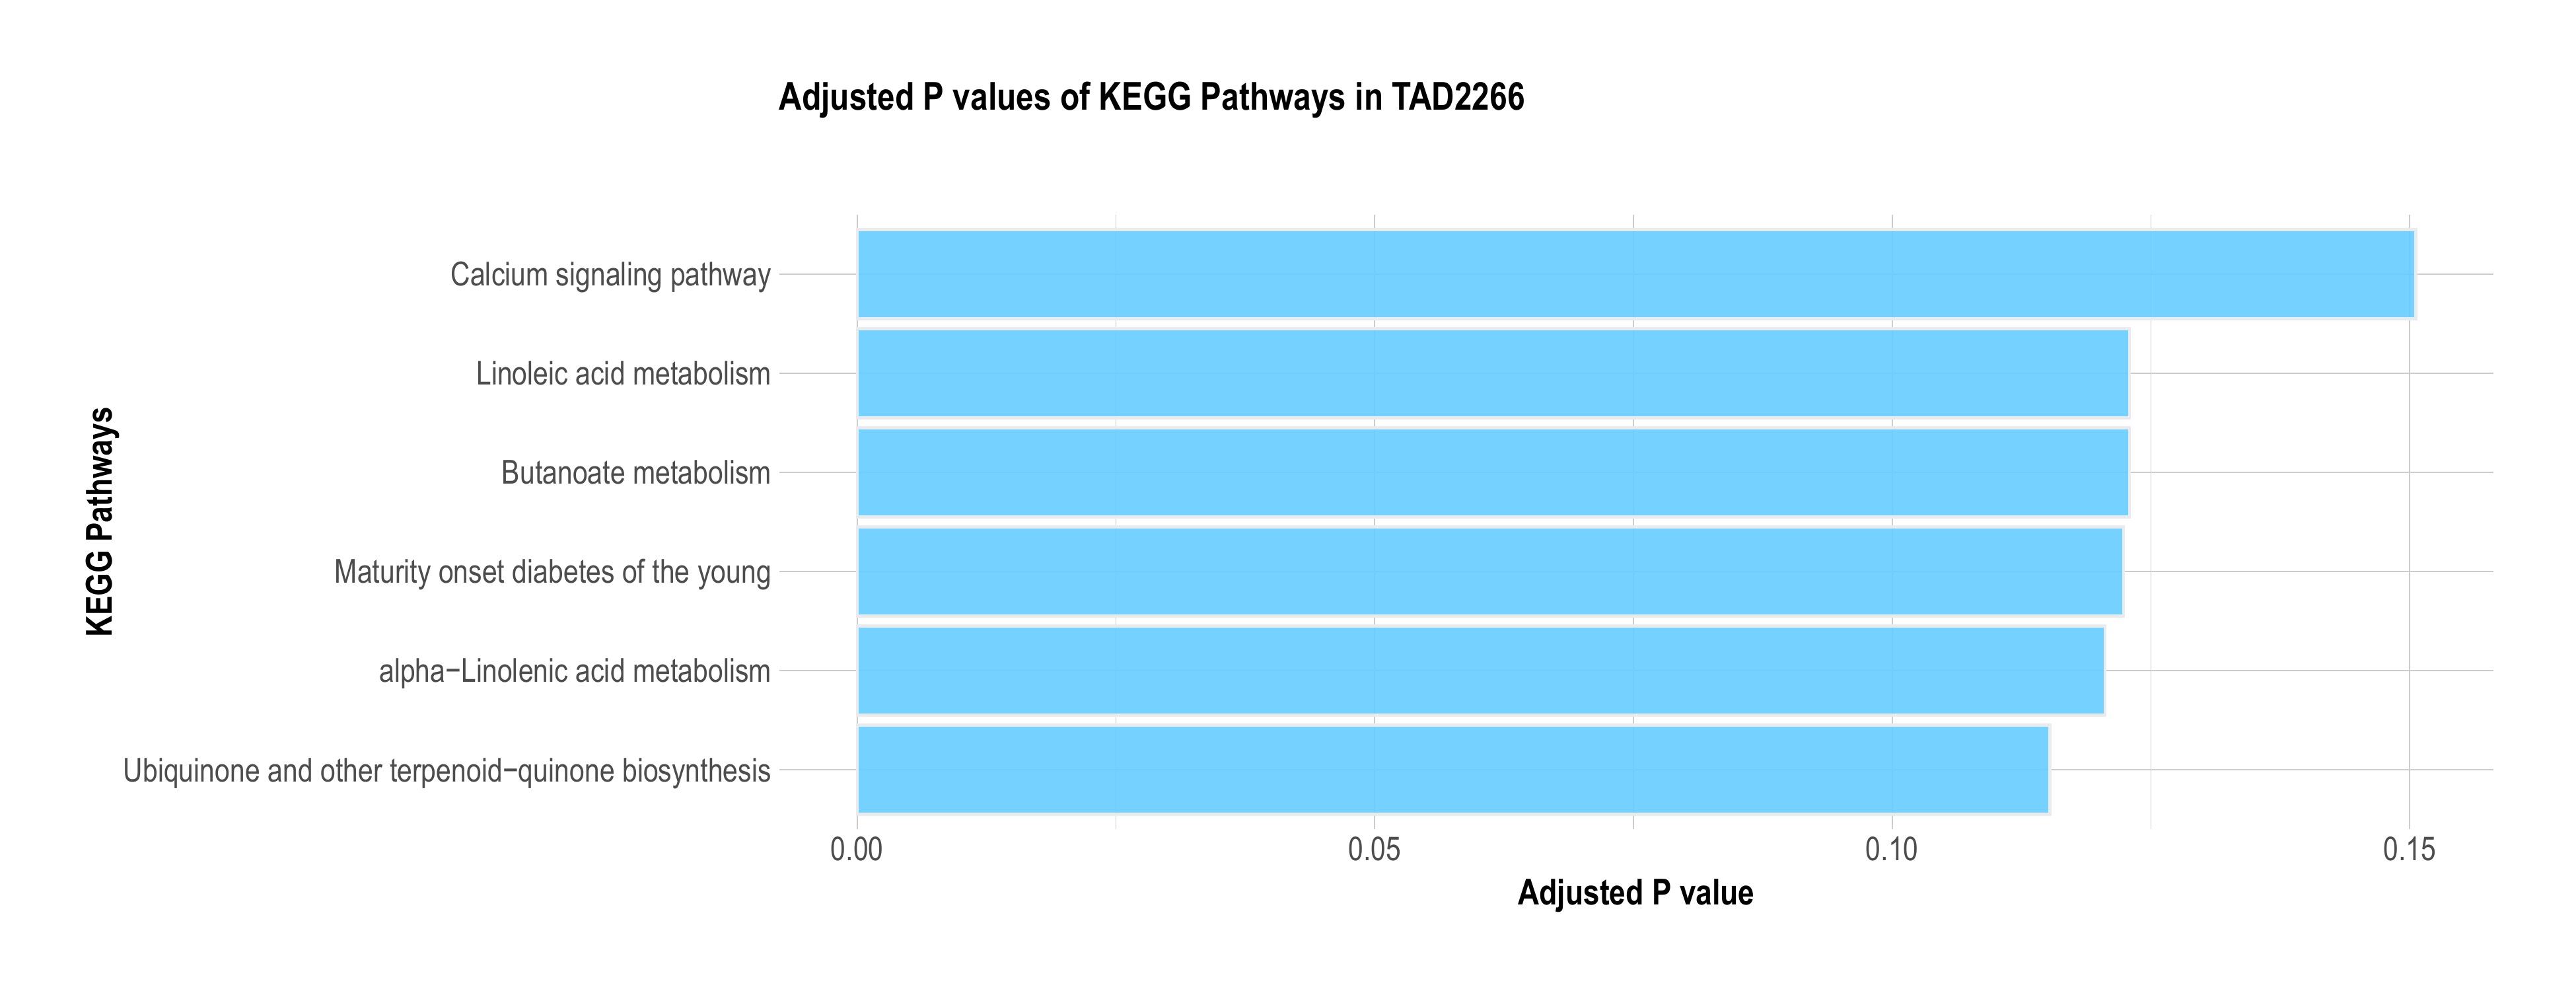 Adjusted P values of KEGG Pathways in TAD2266
KEGG Pathways
Calcium signaling pathway
Linoleic acid metabolism
Butanoate metabolism
Maturity onset diabetes of the young
alpha−Linolenic acid metabolism
Ubiquinone and other terpenoid−quinone biosynthesis
0.00 0.05 0.10 0.15
Adjusted P value